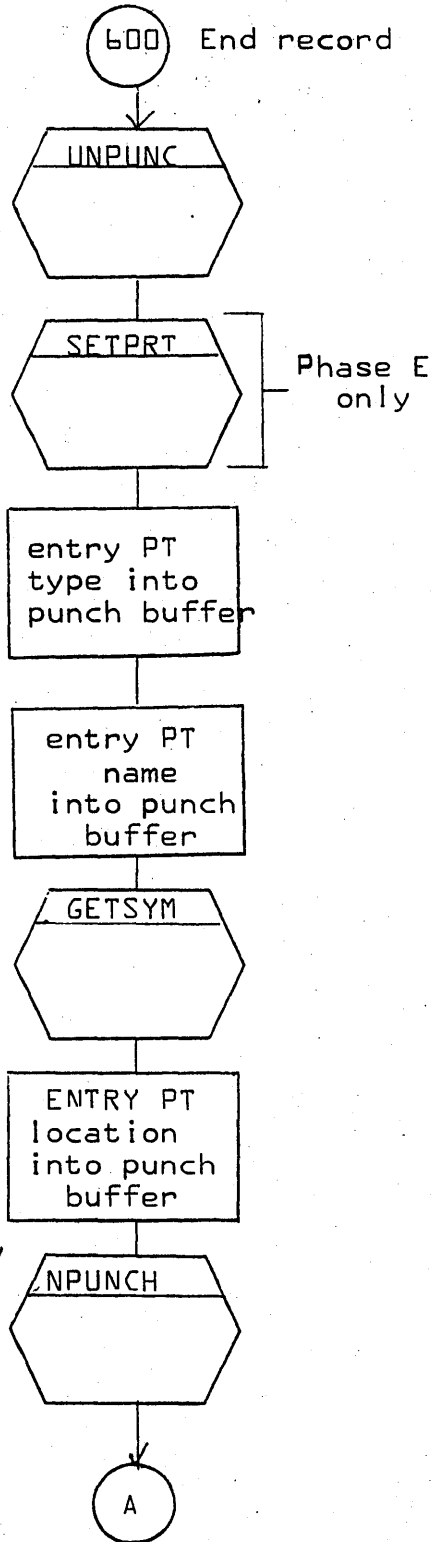 600 End record
UNPUNC
SETPRT
Phase E
only
entry PT
type into
punch buffer
entry PT
name
into punch
buffer
GETSYM
ENTRY PT
location
into punch
buffer
NPUNCH
A